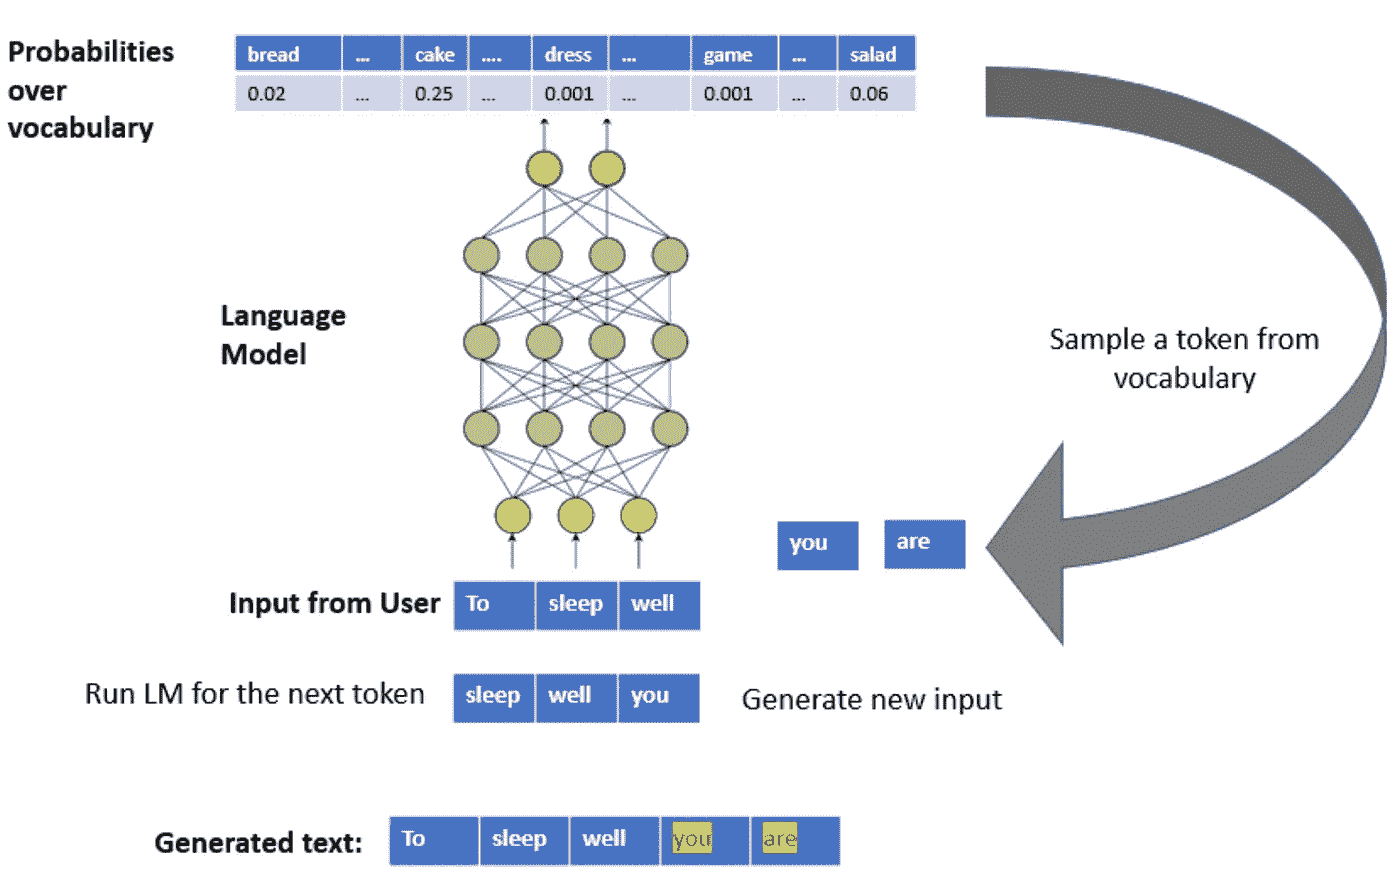 Probabilities
over
vocabulary
bread ... cake .... dress ... game ... salad
0.02 ... 0.25 ... 0.001 ... 0.001 ... 0.06
Language
Model
Sample a token from
vocabulary
you are
Input from User To sleep well
Run LM for the next token sleep well you Generate new input
Generated text: To sleep well you are